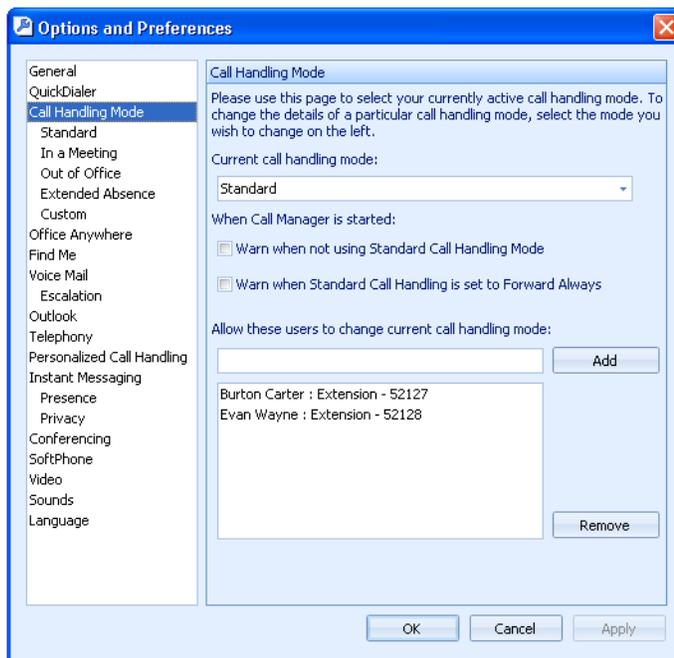 Options and Preferences
General
QuickDialer
Call Handling Mode
Standard
In a Meeting
Out of Office
Extended Absence
Custom
Office Anywhere
Find Me
Voice Mail
Escalation
Outlook
Telephony
Personalized Call Handling
Instant Messaging
Presence
Privacy
Conferencing
SoftPhone
Video
Sounds
Language
Call Handling Mode
Please use this page to select your currently active call handling mode. To
change the details of a particular call handling mode, select the mode you
wish to change on the left.
Current call handling mode:
Standard
When Call Manager is started:
Warn when not using Standard Call Handling Mode
Warn when Standard Call Handling is set to Forward Always
Allow these users to change current call handling mode:
Add
Burton Carter : Extension - 52127
Evan Wayne : Extension - 52128
Remove
OK
Cancel
Apply